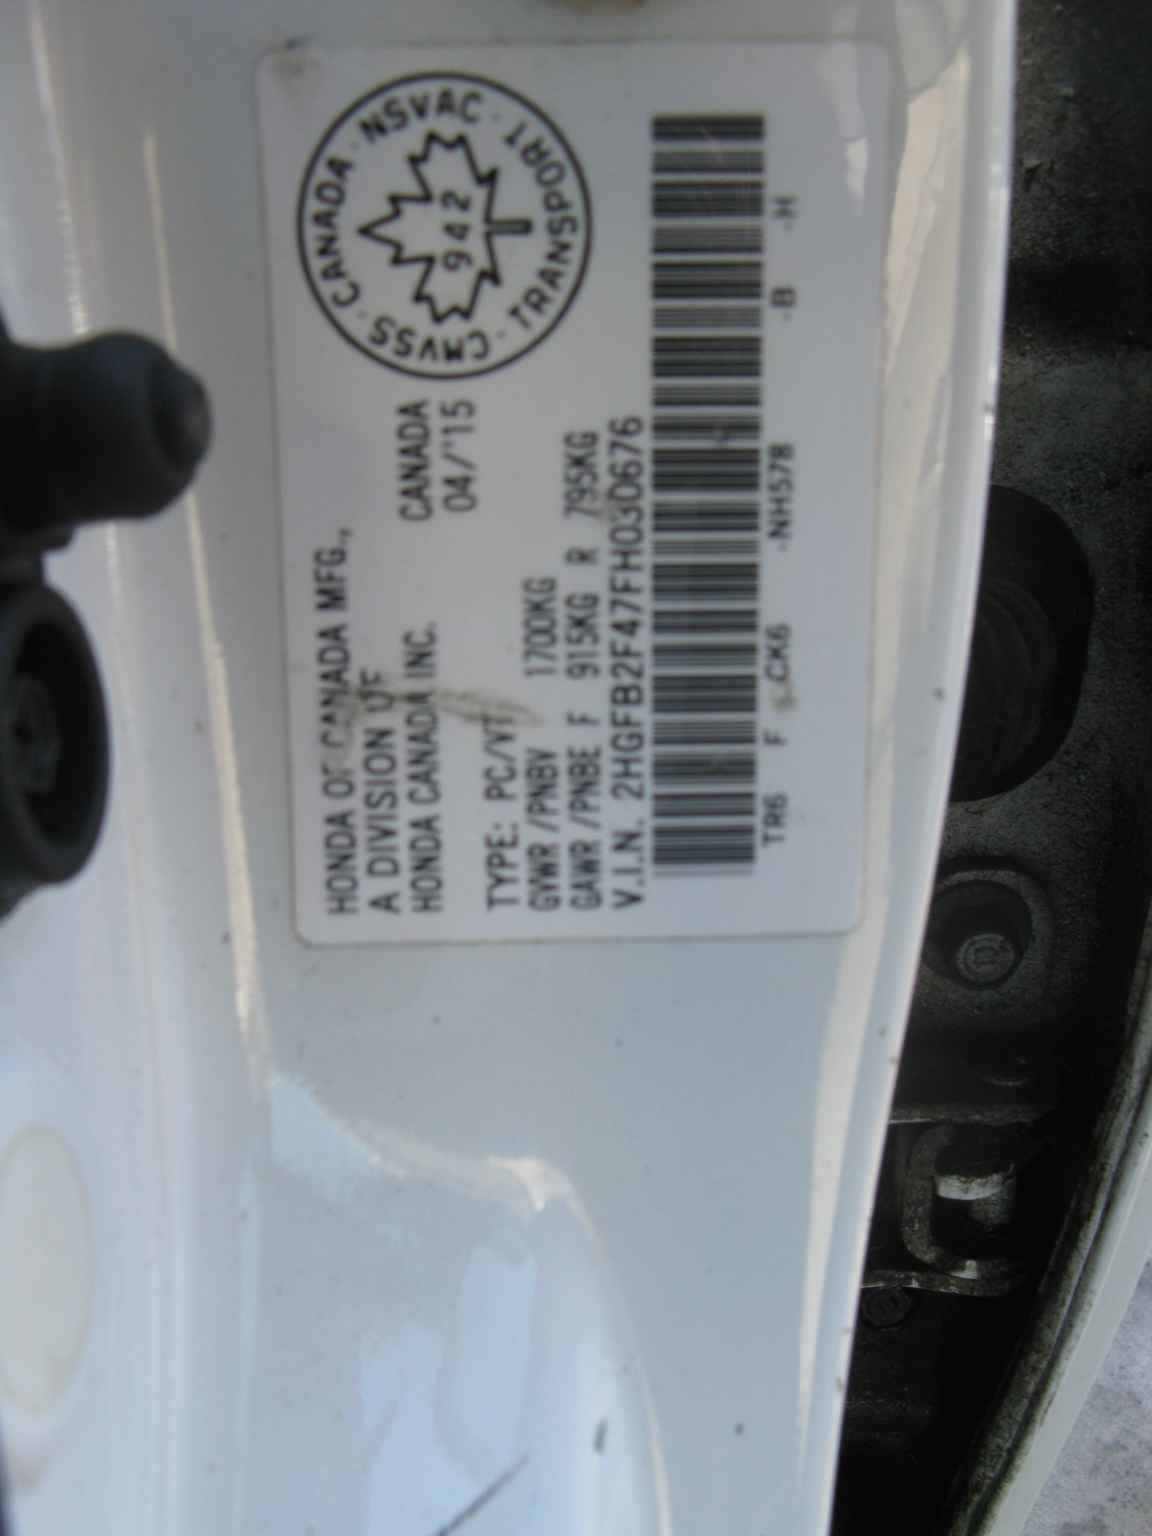 HONDA OF CANADA MFG.,
A DIVISION OF
HONDA CANADA INC. CANADA
04/'15
TYPE: PC/VT
GVWR /PNBV 1700KG
GAWR /PNBE F 915KG R 795KG
V.I.N. 2HGFB2F47FH030676
TR6 F CK6 -NH578 -B -H
CMVSS · CANADA · NSVAC · TRANSPORT ·
942